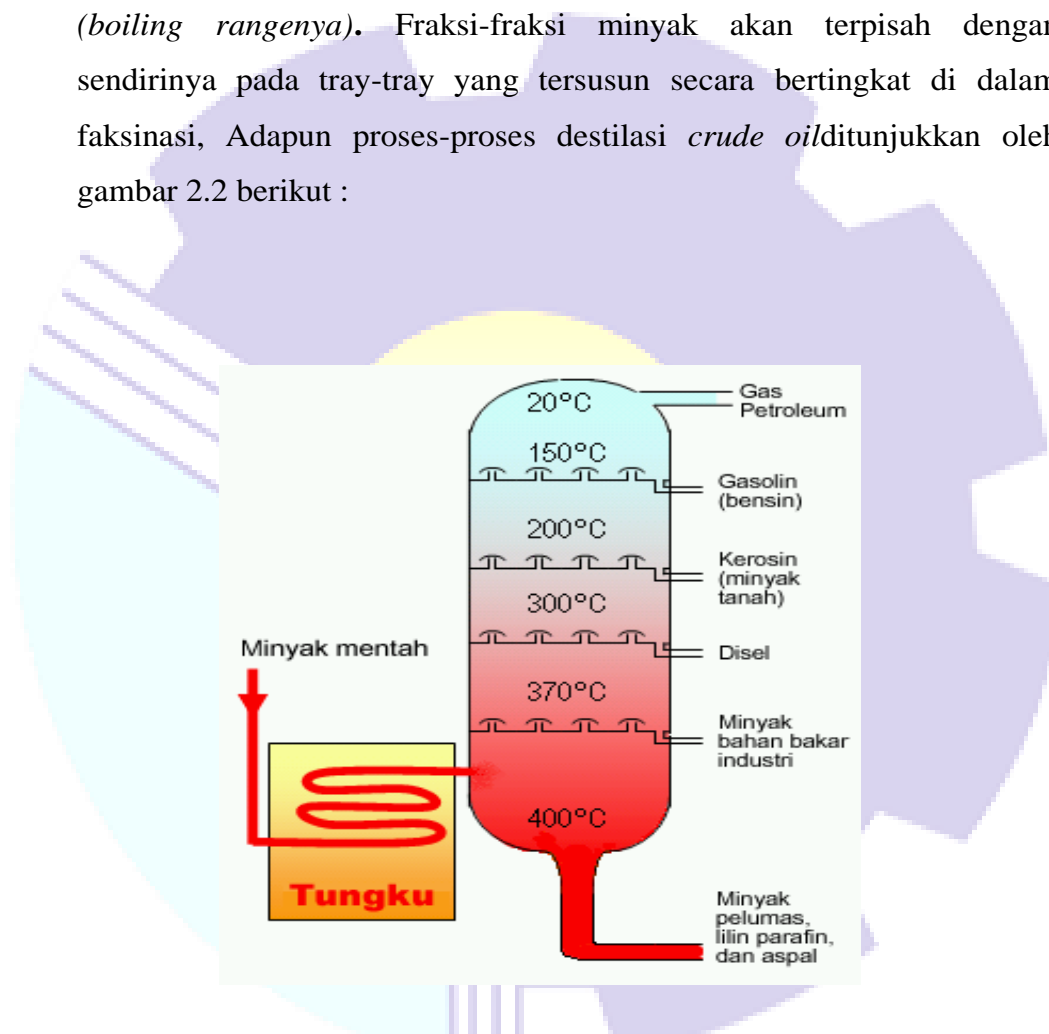 (boiling rangenya). Fraksi-fraksi minyak akan terpisah dengan
sendirinya pada tray-tray yang tersusun secara bertingkat di dalam
faksinasi, Adapun proses-proses destilasi crude oilditunjukkan oleh
gambar 2.2 berikut :
20°C
Gas
Petroleum
150°C
Gasolin
(bensin)
200°C
Kerosin
(minyak
tanah)
300°C
Minyak mentah
Disel
370°C
Minyak
bahan bakar
industri
400°C
Tungku
Minyak
pelumas,
lilin parafin,
dan aspal